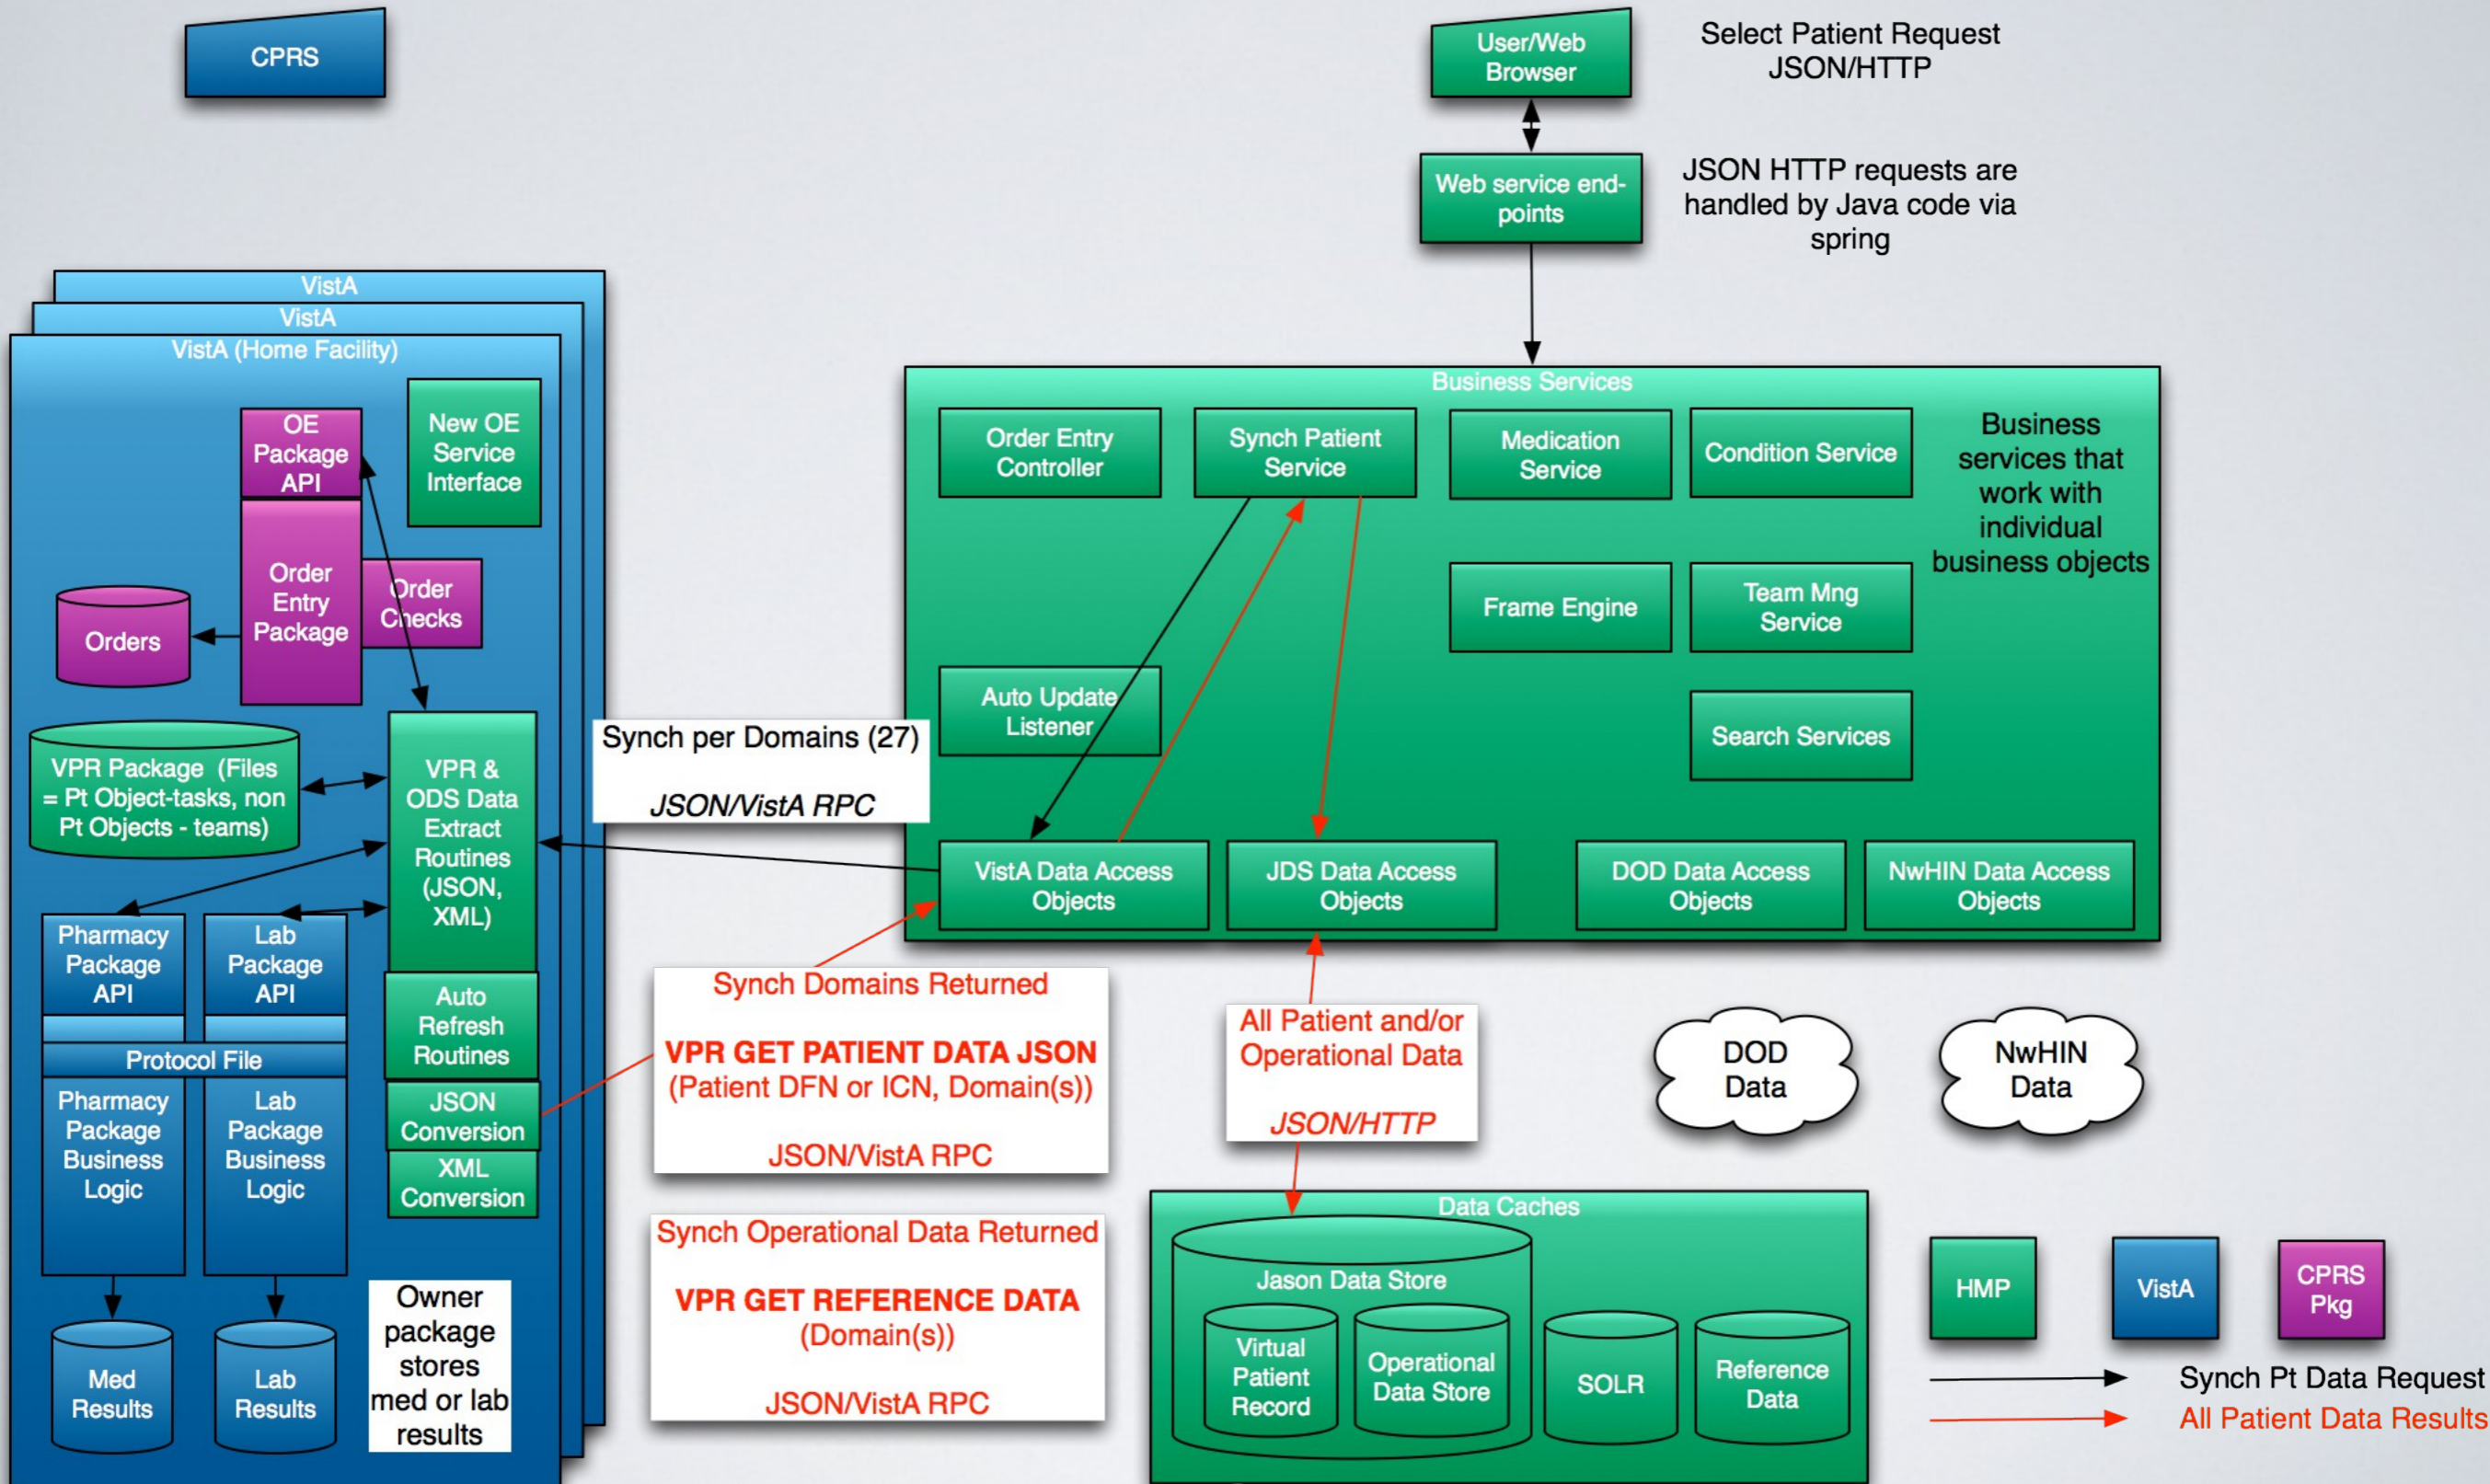 CPRS
User/Web
Browser
Select Patient Request
JSON/HTTP
Web service end-
points
JSON HTTP requests are
handled by Java code via
spring
VistA
VistA
VistA (Home Facility)
OE
Package
API
New OE
Service
Interface
Order
Entry
Package
Order
Checks
Orders
VPR Package (Files
= Pt Object-tasks, non
Pt Objects - teams)
VPR &
ODS Data
Extract
Routines
(JSON,
XML)
Pharmacy
Package
API
Lab
Package
API
Auto
Refresh
Routines
Protocol File
Pharmacy
Package
Business
Logic
Lab
Package
Business
Logic
JSON
Conversion
XML
Conversion
Med
Results
Lab
Results
Owner
package
stores
med or lab
results
Synch per Domains (27)
JSON/VistA RPC
Business Services
Order Entry
Controller
Synch Patient
Service
Medication
Service
Condition Service
Business
services that
work with
individual
business objects
Frame Engine
Team Mng
Service
Auto Update
Listener
Search Services
VistA Data Access
Objects
JDS Data Access
Objects
DOD Data Access
Objects
NwHIN Data Access
Objects
Synch Domains Returned
VPR GET PATIENT DATA JSON
(Patient DFN or ICN, Domain(s))
JSON/VistA RPC
All Patient and/or
Operational Data
JSON/HTTP
DOD
Data
NwHIN
Data
Synch Operational Data Returned
VPR GET REFERENCE DATA
(Domain(s))
JSON/VistA RPC
Data Caches
Jason Data Store
Virtual
Patient
Record
Operational
Data Store
SOLR
Reference
Data
HMP
VistA
CPRS
Pkg
Synch Pt Data Request
All Patient Data Results